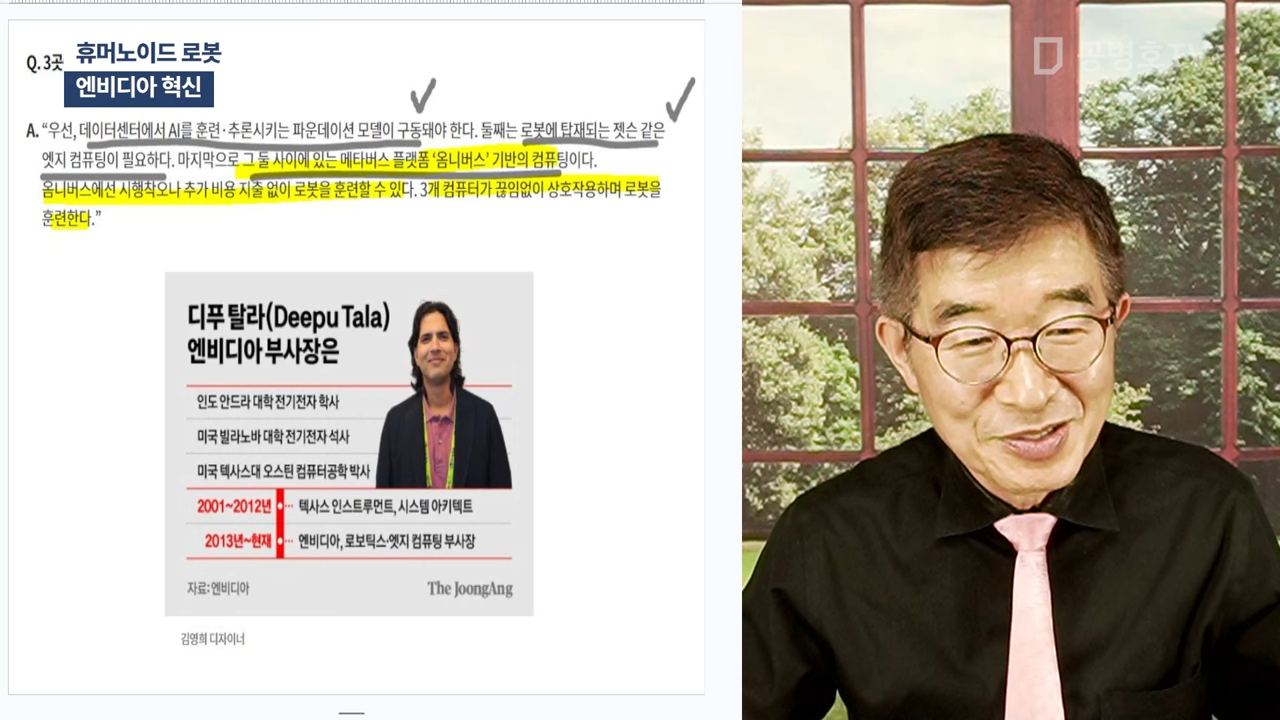 Q. 3곳
휴머노이드 로봇
엔비디아 혁신
A. “우선, 데이터센터에서 AI를 훈련·추론시키는 파운데이션 모델이 구동돼야 한다. 둘째는 로봇에 탑재되는 젯슨 같은
엣지 컴퓨팅이 필요하다. 마지막으로 그 둘 사이에 있는 메타버스 플랫폼 ‘옴니버스’ 기반의 컴퓨팅이다.
옴니버스에선 시행착오나 추가 비용 지출 없이 로봇을 훈련할 수 있다. 3개 컴퓨터가 끊임없이 상호작용하며 로봇을
훈련한다.”
디푸 탈라(Deepu Tala)
엔비디아 부사장은
인도 안드라 대학 전기전자 학사
미국 빌라노바 대학 전기전자 석사
미국 텍사스대 오스틴 컴퓨터공학 박사
2001~2012년 텍사스 인스트루먼트, 시스템 아키텍트
2013년~현재 엔비디아, 로보틱스·엣지 컴퓨팅 부사장
자료: 엔비디아 The JoongAng
김영희 디자이너